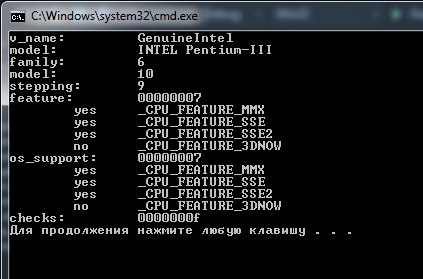 C:\Windows\system32\cmd.exe
v_name: GenuineIntel
model: INTEL Pentium-III
family: 6
model: 10
stepping: 9
feature: 00000007
yes _CPU_FEATURE_MMX
yes _CPU_FEATURE_SSE
yes _CPU_FEATURE_SSE2
no _CPU_FEATURE_3DNOW
os_support: 00000007
yes _CPU_FEATURE_MMX
yes _CPU_FEATURE_SSE
yes _CPU_FEATURE_SSE2
no _CPU_FEATURE_3DNOW
checks: 0000000f
Для продолжения нажмите любую клавишу . . .